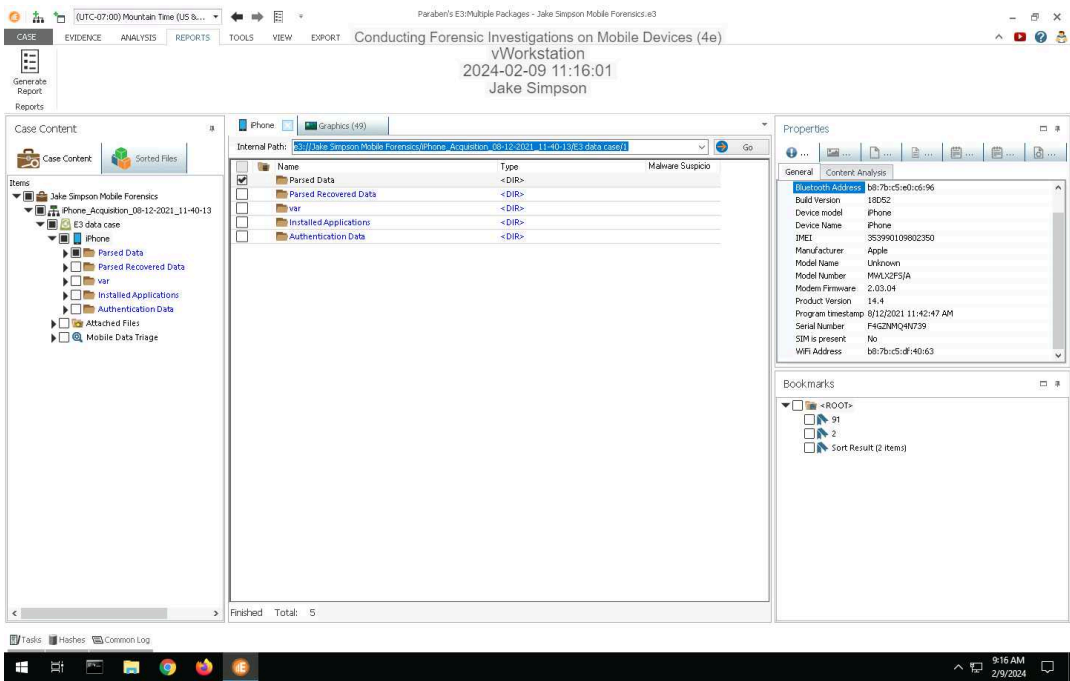 (UTC-07:00) Mountain Time (US &...
Paraben's E3:Multiple Packages - Jake Simpson Mobile Forensics.e3
CASE EVIDENCE ANALYSIS REPORTS TOOLS VIEW EXPORT
Conducting Forensic Investigations on Mobile Devices (4e)
vWorkstation
2024-02-09 11:16:01
Jake Simpson
Generate
Report
Reports
Case Content
Case Content Sorted Files
Items
Jake Simpson Mobile Forensics
iPhone_Acquisition_08-12-2021_11-40-13
E3 data case
iPhone
Parsed Data
Parsed Recovered Data
var
Installed Applications
Authentication Data
Attached Files
Mobile Data Triage
iPhone Graphics (49)
Internal Path: e3://Jake Simpson Mobile Forensics/iPhone_Acquisition_08-12-2021_11-40-13/E3 data case/1 Go
Name Type Malware Suspicio
Parsed Data <DIR>
Parsed Recovered Data <DIR>
var <DIR>
Installed Applications <DIR>
Authentication Data <DIR>
Finished Total: 5
Properties
General Content Analysis
Bluetooth Address b8:7b:c5:e0:c6:96
Build Version 18D52
Device model iPhone
Device Name iPhone
IMEI 353990109802350
Manufacturer Apple
Model Name Unknown
Model Number MWLX2FS/A
Modem Firmware 2.03.04
Product Version 14.4
Program timestamp 8/12/2021 11:42:47 AM
Serial Number F4GZNMQ4N739
SIM is present No
WiFi Address b8:7b:c5:df:40:63
Bookmarks
<ROOT>
91
2
Sort Result (2 items)
Tasks Hashes Common Log
9:16 AM
2/9/2024